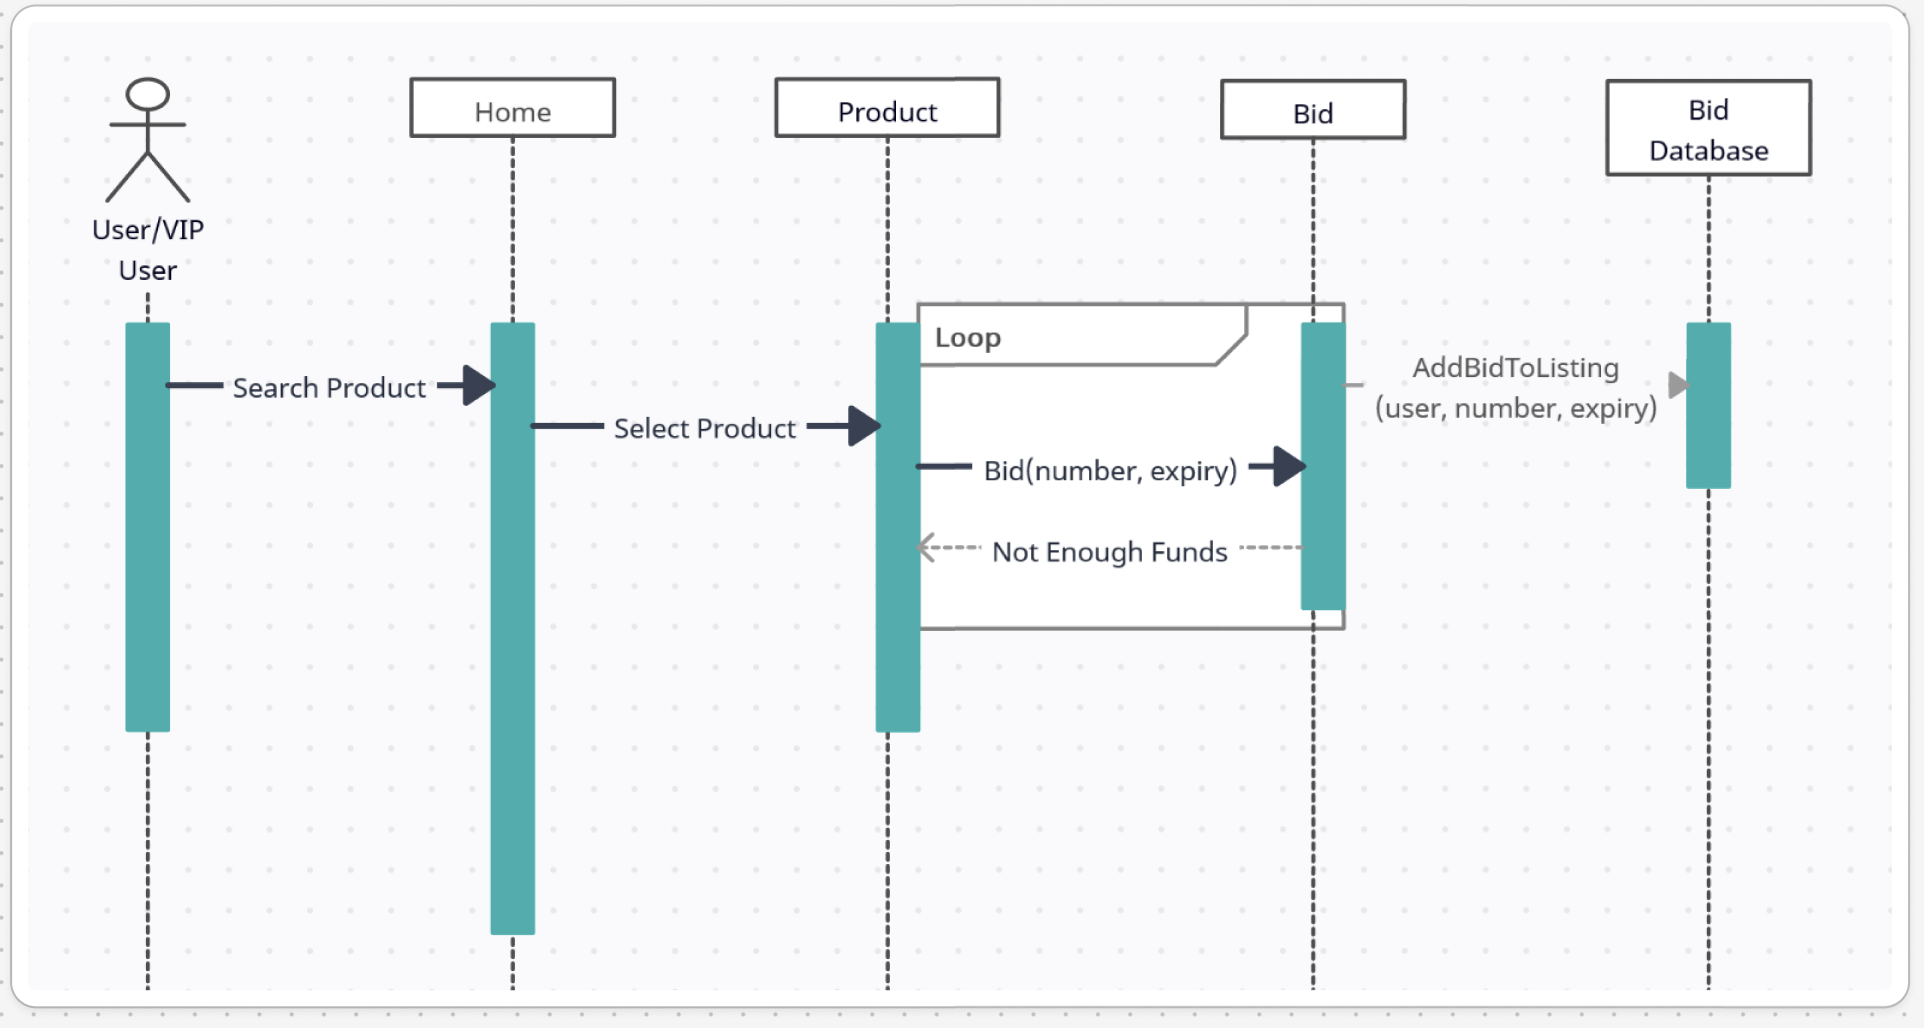 Home
Product
Bid
Bid
Database
User/VIP
User
Loop
Search Product
Select Product
AddBidToListing
(user, number, expiry)
Bid(number, expiry)
Not Enough Funds